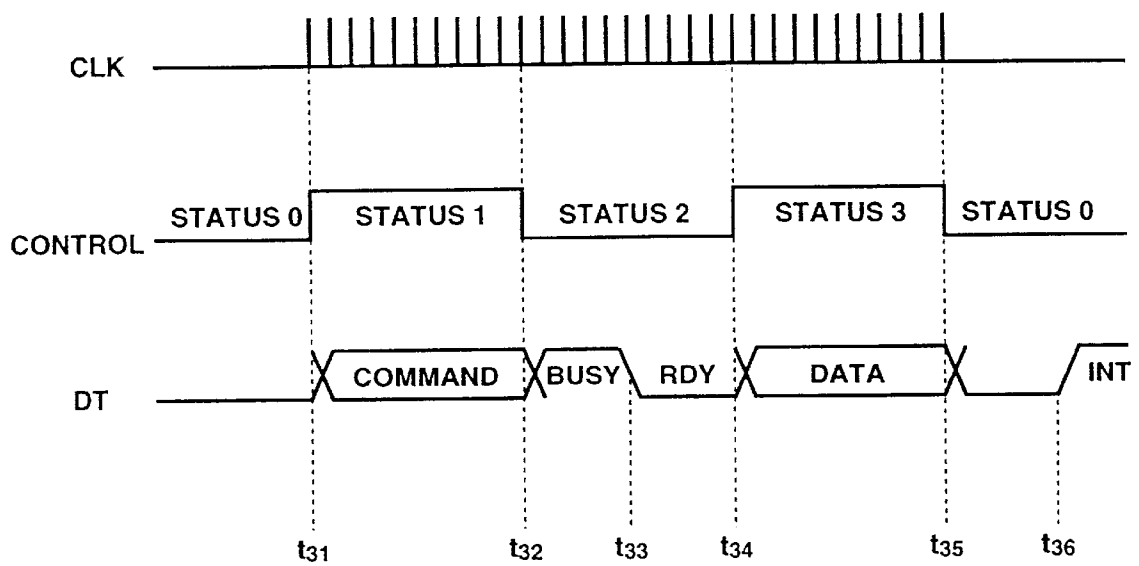 CLK
STATUS 0 STATUS 1 STATUS 2 STATUS 3 STATUS 0
CONTROL
COMMAND BUSY RDY DATA INT
DT
t31 t32 t33 t34 t35 t36